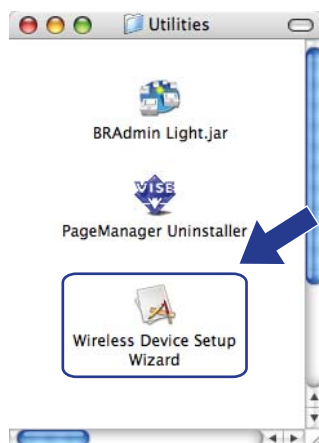 Utilities
BRAdmin Light.jar
VISE
PageManager Uninstaller
Wireless Device Setup
Wizard